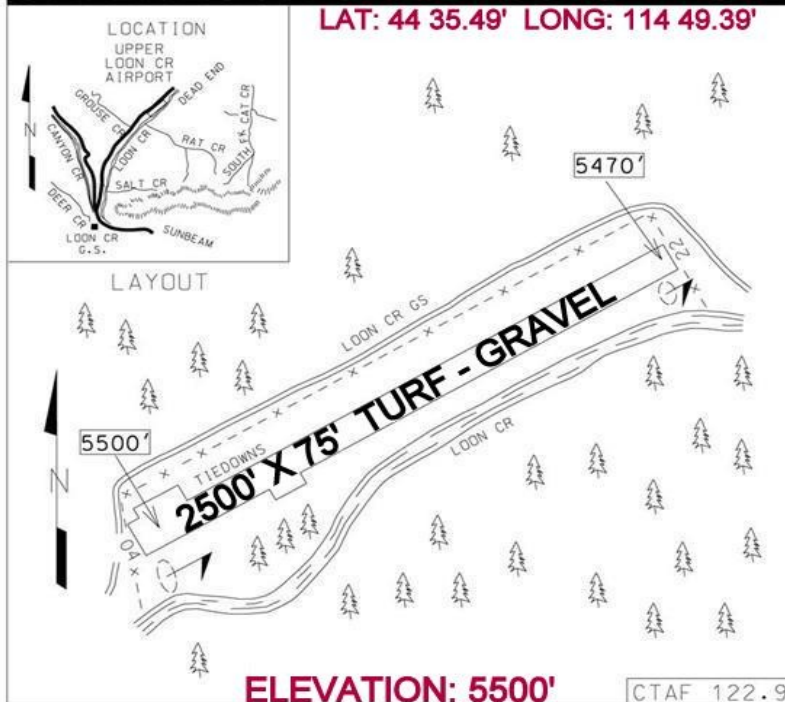 LAT: 44 35.49' LONG: 114 49.39'
LOCATION
UPPER
LOON CR
AIRPORT
DEAD END
GROUSE CR
LOON CR
CANYON CR
RAT CR
SOUTH FK CAT CR
N
SALT CR
DEER CR
LOON CR
G.S.
SUNBEAM
5470'
22
LAYOUT
LOON CR GS
2500' X 75' TURF - GRAVEL
5500'
TIEDOWNS
LOON CR
N
04
ELEVATION: 5500'
CTAF 122.9